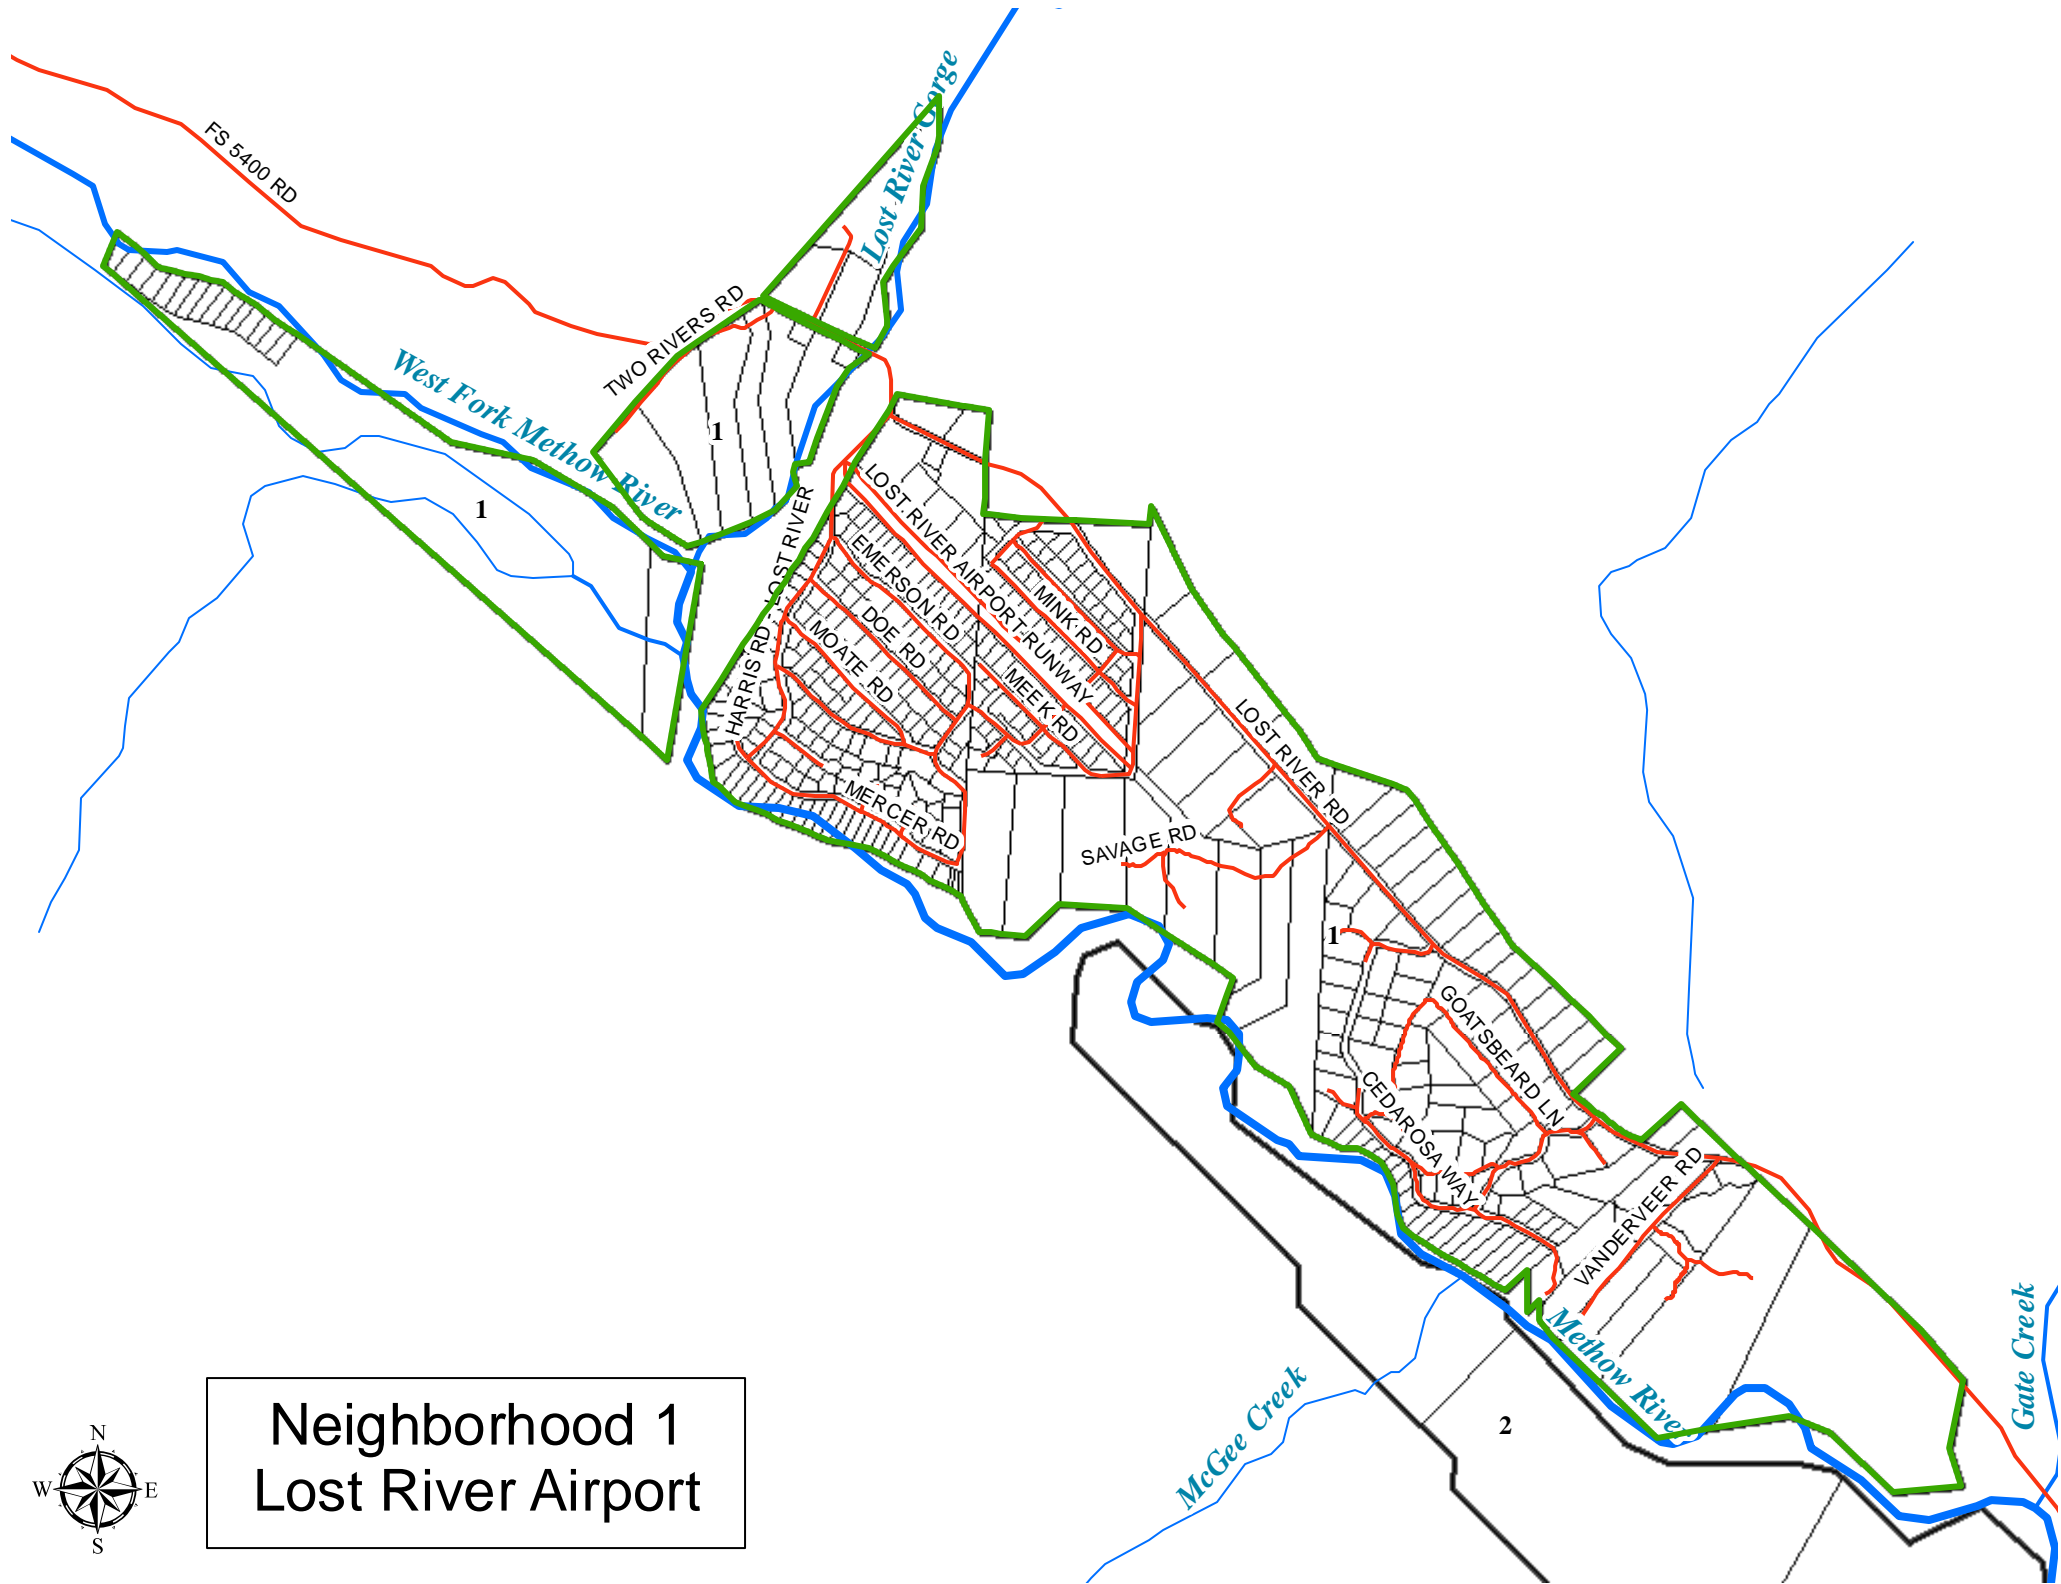 Lost River Gorge
FS 5400 RD
TWO RIVERS RD
West Fork Methow River
1
1
LOST RIVER AIRPORT RUNWAY
HARRIS RD - LOST RIVER
EMERSON RD
MINK RD
DOE RD
MOATE RD
MEEK RD
LOST RIVER RD
MERCER RD
SAVAGE RD
1
GOATSBEARD LN
CEDAROSA WAY
VANDERVEER RD
Methow River
Gate Creek
McGee Creek
2
Neighborhood 1
Lost River Airport
N
W
E
S